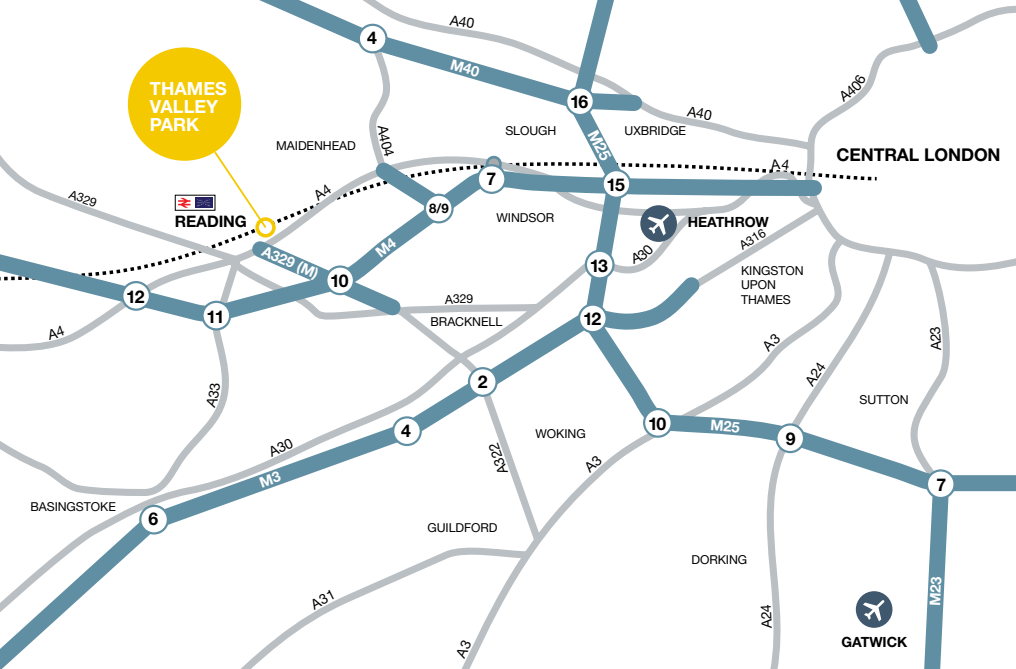 A40
4
M40
THAMES
VALLEY
PARK
A406
16
A40
SLOUGH
UXBRIDGE
MAIDENHEAD
A404
M25
CENTRAL LONDON
A4
7
15
A4
A329
READING
8/9
WINDSOR
HEATHROW
A316
M4
A30
A329 (M)
13
KINGSTON
UPON
THAMES
10
12
A329
11
BRACKNELL
12
A4
A3
A23
A24
2
A33
SUTTON
10
M25
4
WOKING
9
A30
A322
A3
M3
7
BASINGSTOKE
6
GUILDFORD
DORKING
M23
A31
A24
GATWICK
A3